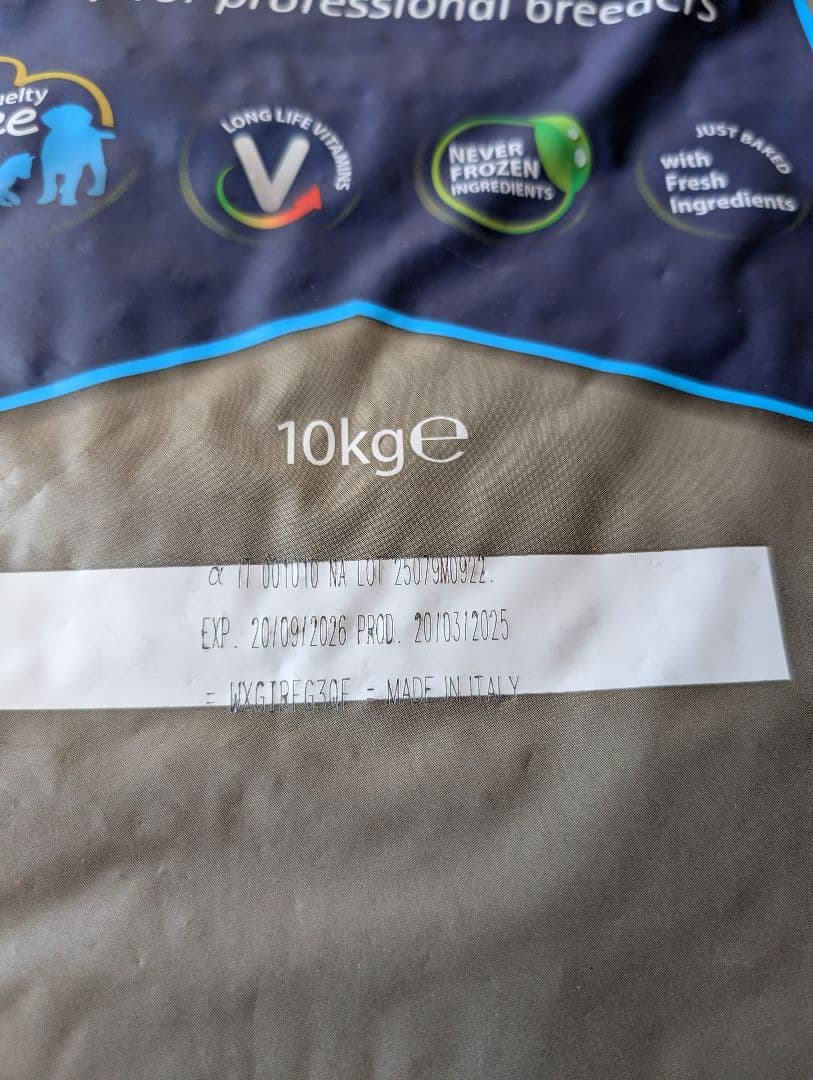 professional breeders
LONG LIFE VITAMINS
V
NEVER
FROZEN
INGREDIENTS
JUST BAKED
with
Fresh
Ingredients
10kg℮
α IT 001010 NA LOT 25079M0922.
EXP. 20/09/2026 PROD. 20/03/2025
= - MADE IN ITALY